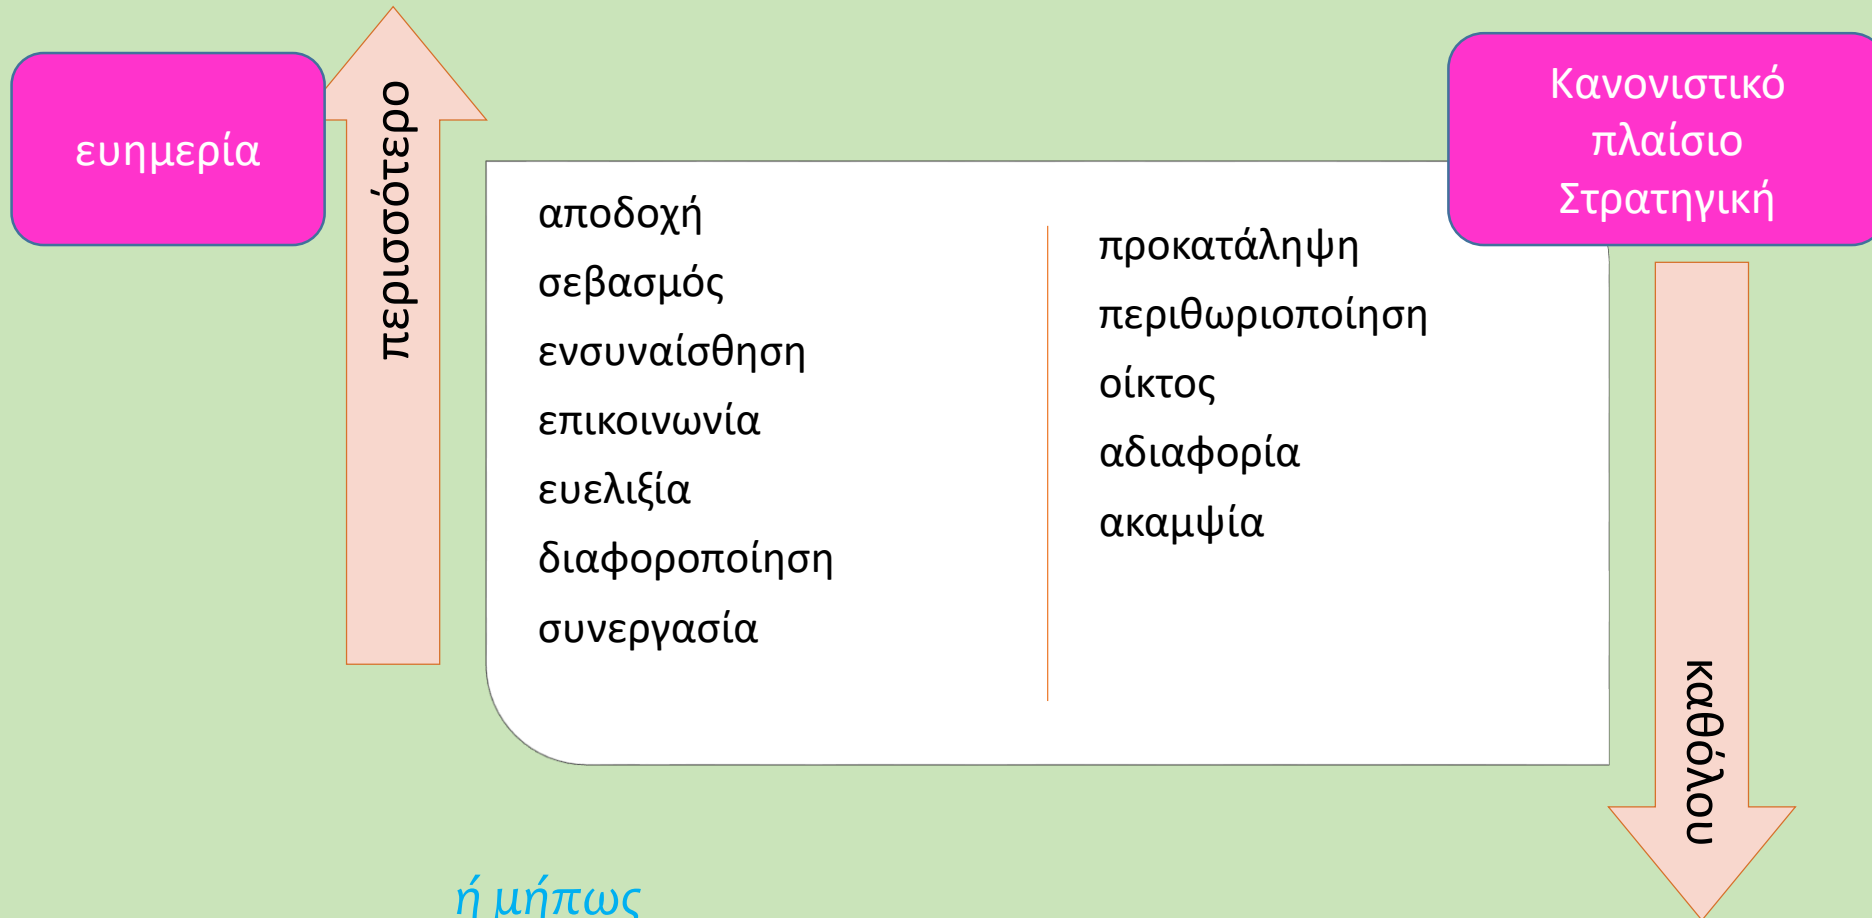 ευημερία
περισσότερο
Κανονιστικό
πλαίσιο
Στρατηγική
αποδοχή
σεβασμός
ενσυναίσθηση
επικοινωνία
ευελιξία
διαφοροποίηση
συνεργασία
προκατάληψη
περιθωριοποίηση
οίκτος
αδιαφορία
ακαμψία
καθόλου
ή μήπως